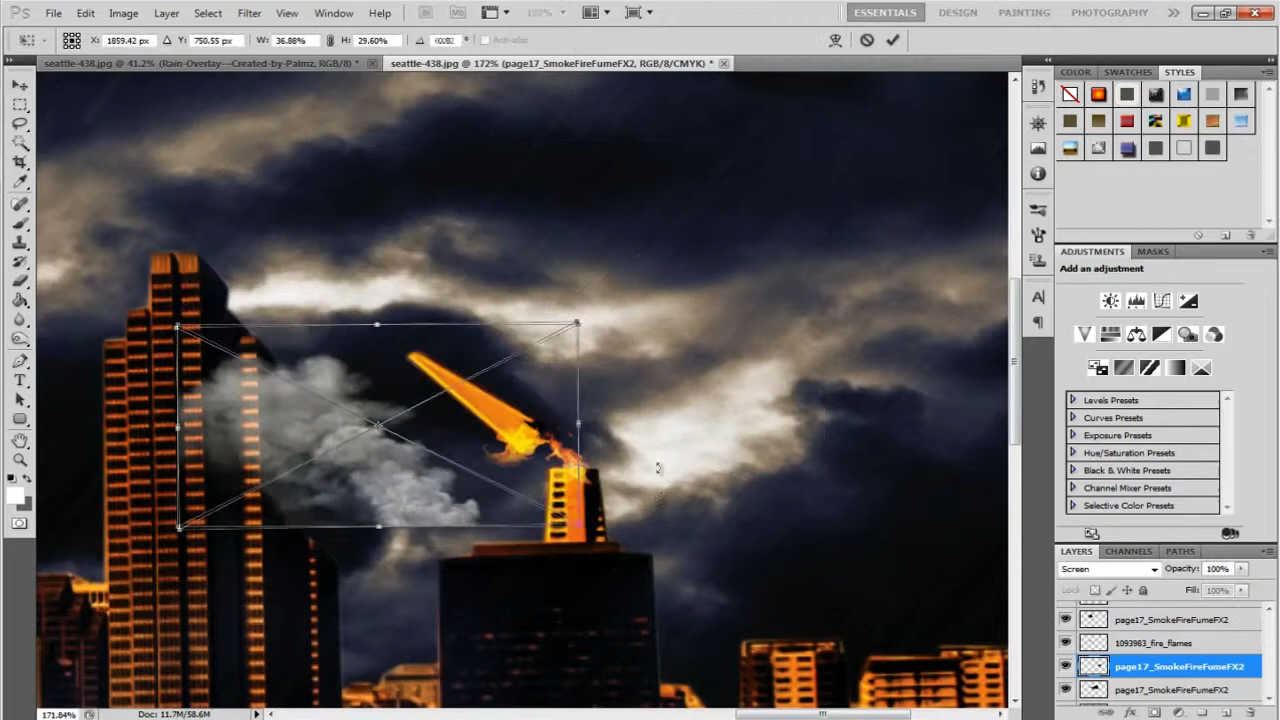 PS File Edit Image Layer Select Filter View Window Help Br Mb 100% ESSENTIALS DESIGN PAINTING PHOTOGRAPHY
X: 1859.42 px Y: 750.55 px W: 36.88% H: 29.60%
seattle-438.jpg @ 41.2% (Rain-Overlay---Created-by-Palmz, RGB/8) * seattle-438.jpg @ 172% (page17_SmokeFireFumeFX2, RGB/8/CMYK) *
COLOR SWATCHES STYLES
ADJUSTMENTS MASKS
Add an adjustment
Levels Presets
Curves Presets
Exposure Presets
Hue/Saturation Presets
Black & White Presets
Channel Mixer Presets
Selective Color Presets
LAYERS CHANNELS PATHS
Screen Opacity: 100%
Lock: Fill: 100%
page17_SmokeFireFumeFX2
1093983_fire_flames
page17_SmokeFireFumeFX2
page17_SmokeFireFumeFX2
171.84% Doc: 11.7M/58.6M